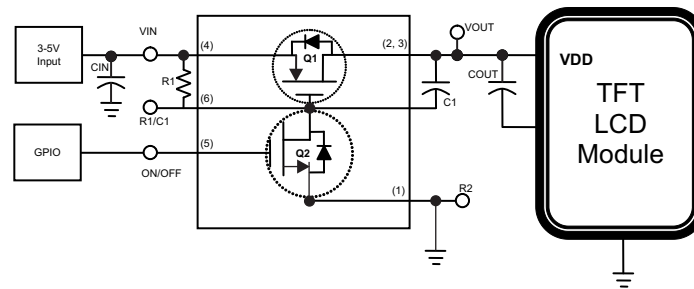 VIN
VOUT
3-5V
Input
CIN
R1
(4)
Q1
(2, 3)
C1
COUT
VDD
TFT
LCD
Module
(6)
R1/C1
GPIO
(5)
ON/OFF
Q2
(1)
R2